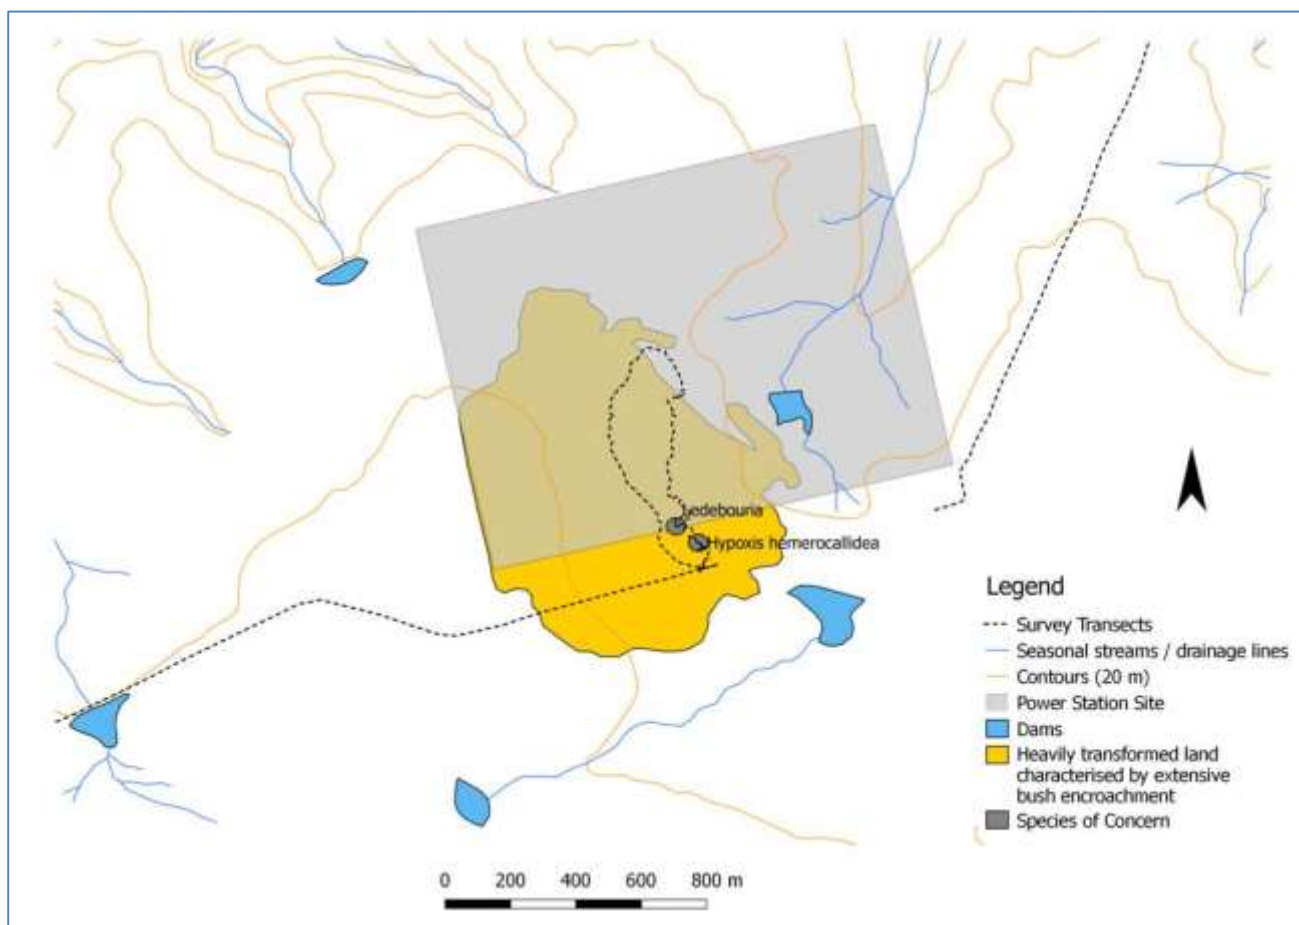 Ledebouria
Hypoxis hemerocallidea
Legend
Survey Transects
Seasonal streams / drainage lines
Contours (20 m)
Power Station Site
Dams
Heavily transformed land
characterised by extensive
bush encroachment
Species of Concern
0 200 400 600 800 m